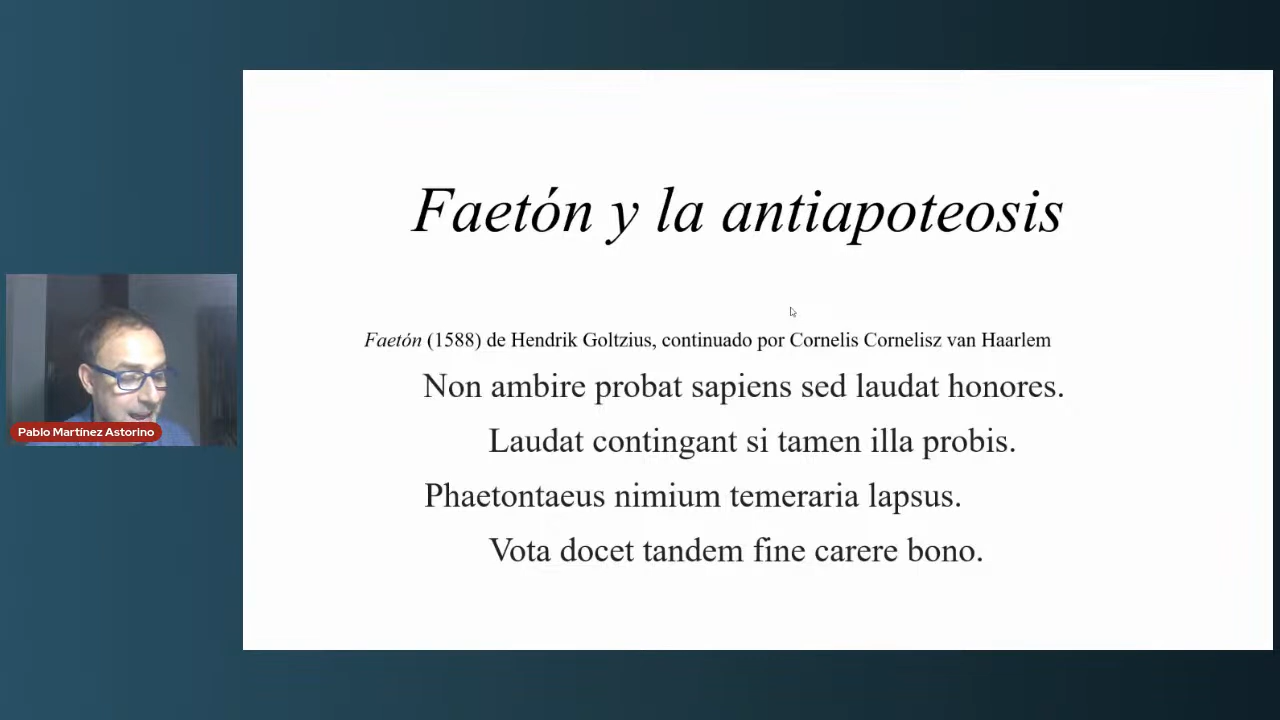 Faetón y la antiapoteosis
Faetón (1588) de Hendrik Goltzius, continuado por Cornelis Cornelisz van Haarlem
Non ambire probat sapiens sed laudat honores.
Laudat contingant si tamen illa probis.
Phaetontaeus nimium temeraria lapsus.
Vota docet tandem fine carere bono.
Pablo Martínez Astorino